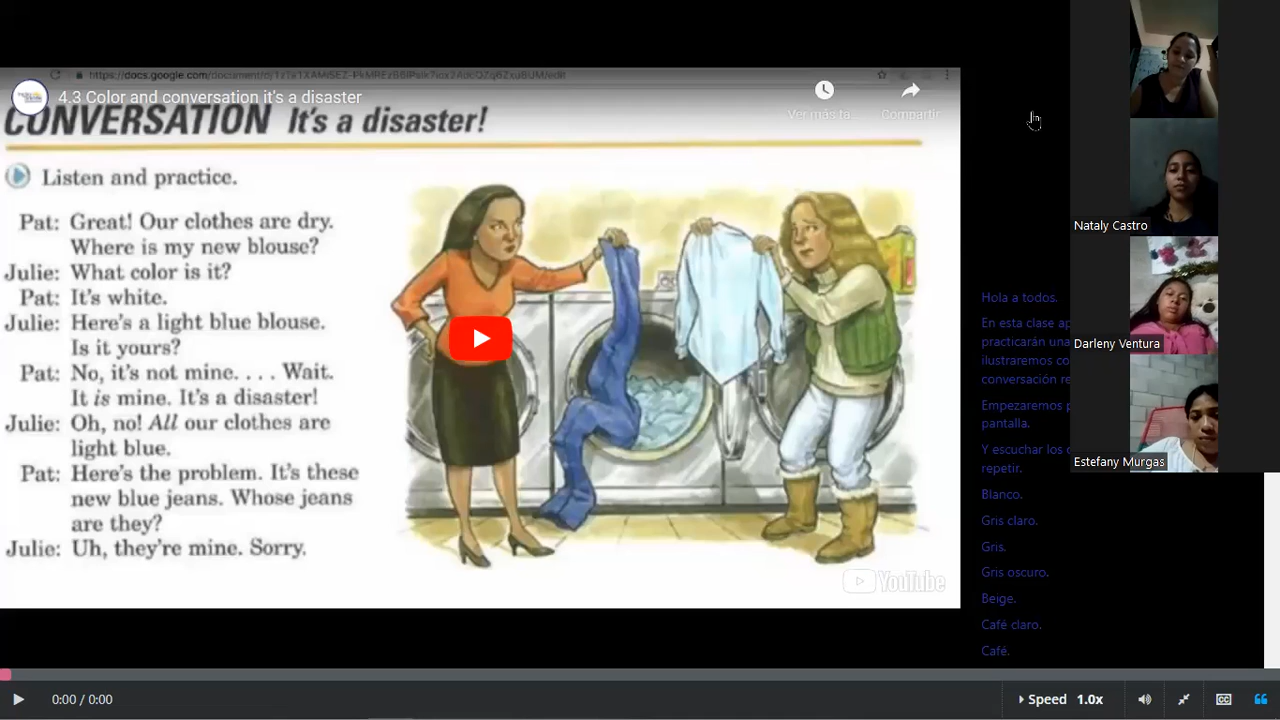 4.3 Color and conversation it's a disaster
Ver más ta...
Compartir
CONVERSATION It's a disaster!
Listen and practice.
Pat: Great! Our clothes are dry.
Where is my new blouse?
Julie: What color is it?
Pat: It's white.
Julie: Here's a light blue blouse.
Is it yours?
Pat: No, it's not mine. . . . Wait.
It is mine. It's a disaster!
Julie: Oh, no! All our clothes are
light blue.
Pat: Here's the problem. It's these
new blue jeans. Whose jeans
are they?
Julie: Uh, they're mine. Sorry.
YouTube
Hola a todos.
En esta clase
practicarán una
ilustraremos
conversación
Empezaremos
pantalla.
Y escuchar los
repetir.
Blanco.
Gris claro.
Gris.
Gris oscuro.
Beige.
Café claro.
Café.
Nataly Castro
Darleny Ventura
Estefany Murgas
0:00 / 0:00
Speed 1.0x
CC